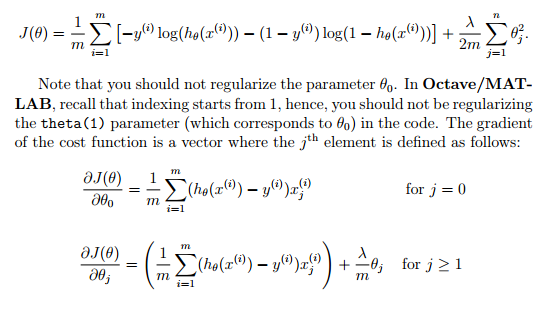 J(θ) = 1/m Σ_{i=1}^{m} [−y^{(i)} log(h_θ(x^{(i)})) − (1 − y^{(i)}) log(1 − h_θ(x^{(i)}))] + λ/2m Σ_{j=1}^{n} θ_j^2.
Note that you should not regularize the parameter θ_0. In Octave/MAT-
LAB, recall that indexing starts from 1, hence, you should not be regularizing
the theta(1) parameter (which corresponds to θ_0) in the code. The gradient
of the cost function is a vector where the j^{th} element is defined as follows:
∂J(θ)/∂θ_0 = 1/m Σ_{i=1}^{m} (h_θ(x^{(i)}) − y^{(i)})x_j^{(i)} for j = 0
∂J(θ)/∂θ_j = (1/m Σ_{i=1}^{m} (h_θ(x^{(i)}) − y^{(i)})x_j^{(i)}) + λ/m θ_j for j ≥ 1